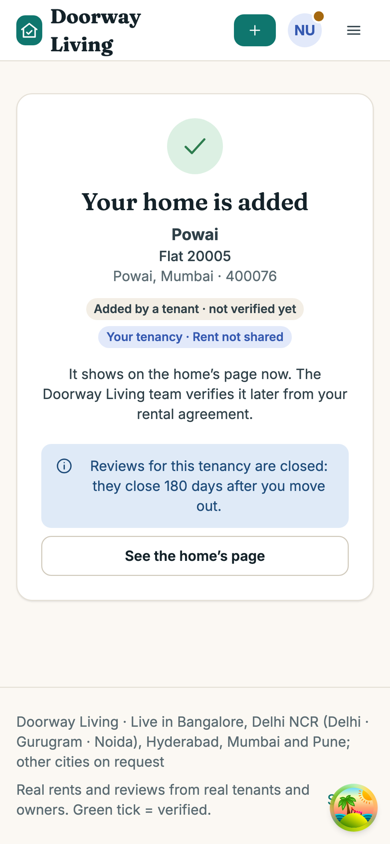 Doorway
Living
NU
Your home is added
Powai
Flat 20005
Powai, Mumbai · 400076
Added by a tenant · not verified yet
Your tenancy · Rent not shared
It shows on the home’s page now. The
Doorway Living team verifies it later from your
rental agreement.
Reviews for this tenancy are closed:
they close 180 days after you move
out.
See the home’s page
Doorway Living · Live in Bangalore, Delhi NCR (Delhi ·
Gurugram · Noida), Hyderabad, Mumbai and Pune;
other cities on request
Real rents and reviews from real tenants and
owners. Green tick = verified.